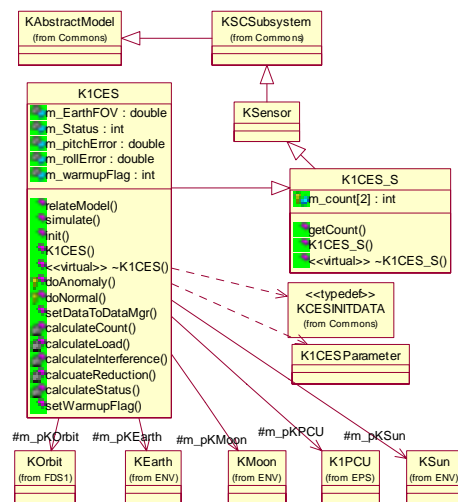 KAbstractModel
(from Commons)
KSCSubsystem
(from Commons)
KSensor
K1CES
m_EarthFOV : double
m_Status : int
m_pitchError : double
m_rollError : double
m_warmupFlag : int
relateModel()
simulate()
init()
K1CES()
<<virtual>> ~K1CES()
doAnomaly()
doNormal()
setDataToDataMgr()
calculateCount()
calculateLoad()
calculateInterference()
calcuateReduction()
calculateStatus()
setWarmupFlag()
K1CES_S
m_count[2] : int
getCount()
K1CES_S()
<<virtual>> ~K1CES_S()
<<typedef>>
KCESINITDATA
(from Commons)
K1CESParameter
#m_pKOrbit
#m_pKEarth
#m_pKMoon
#m_pKPCU
#m_pKSun
KOrbit
(from FDS1)
KEarth
(from ENV)
KMoon
(from ENV)
K1PCU
(from EPS)
KSun
(from ENV)